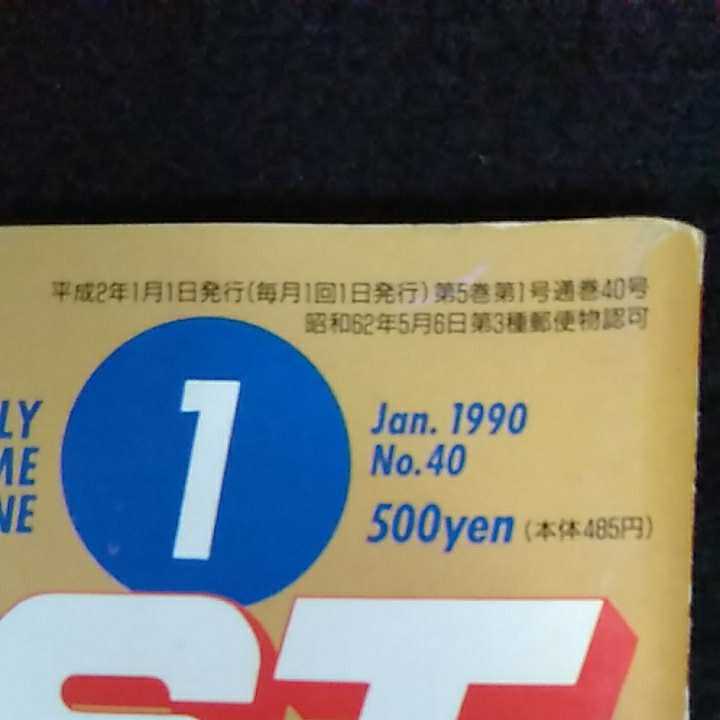 平成2年1月1日発行(毎月1回1日発行)第5巻第1号通巻40号
昭和62年5月6日第3種郵便物認可
LY
ME
NE
1
Jan. 1990
No.40
500yen (本体485円)
ST